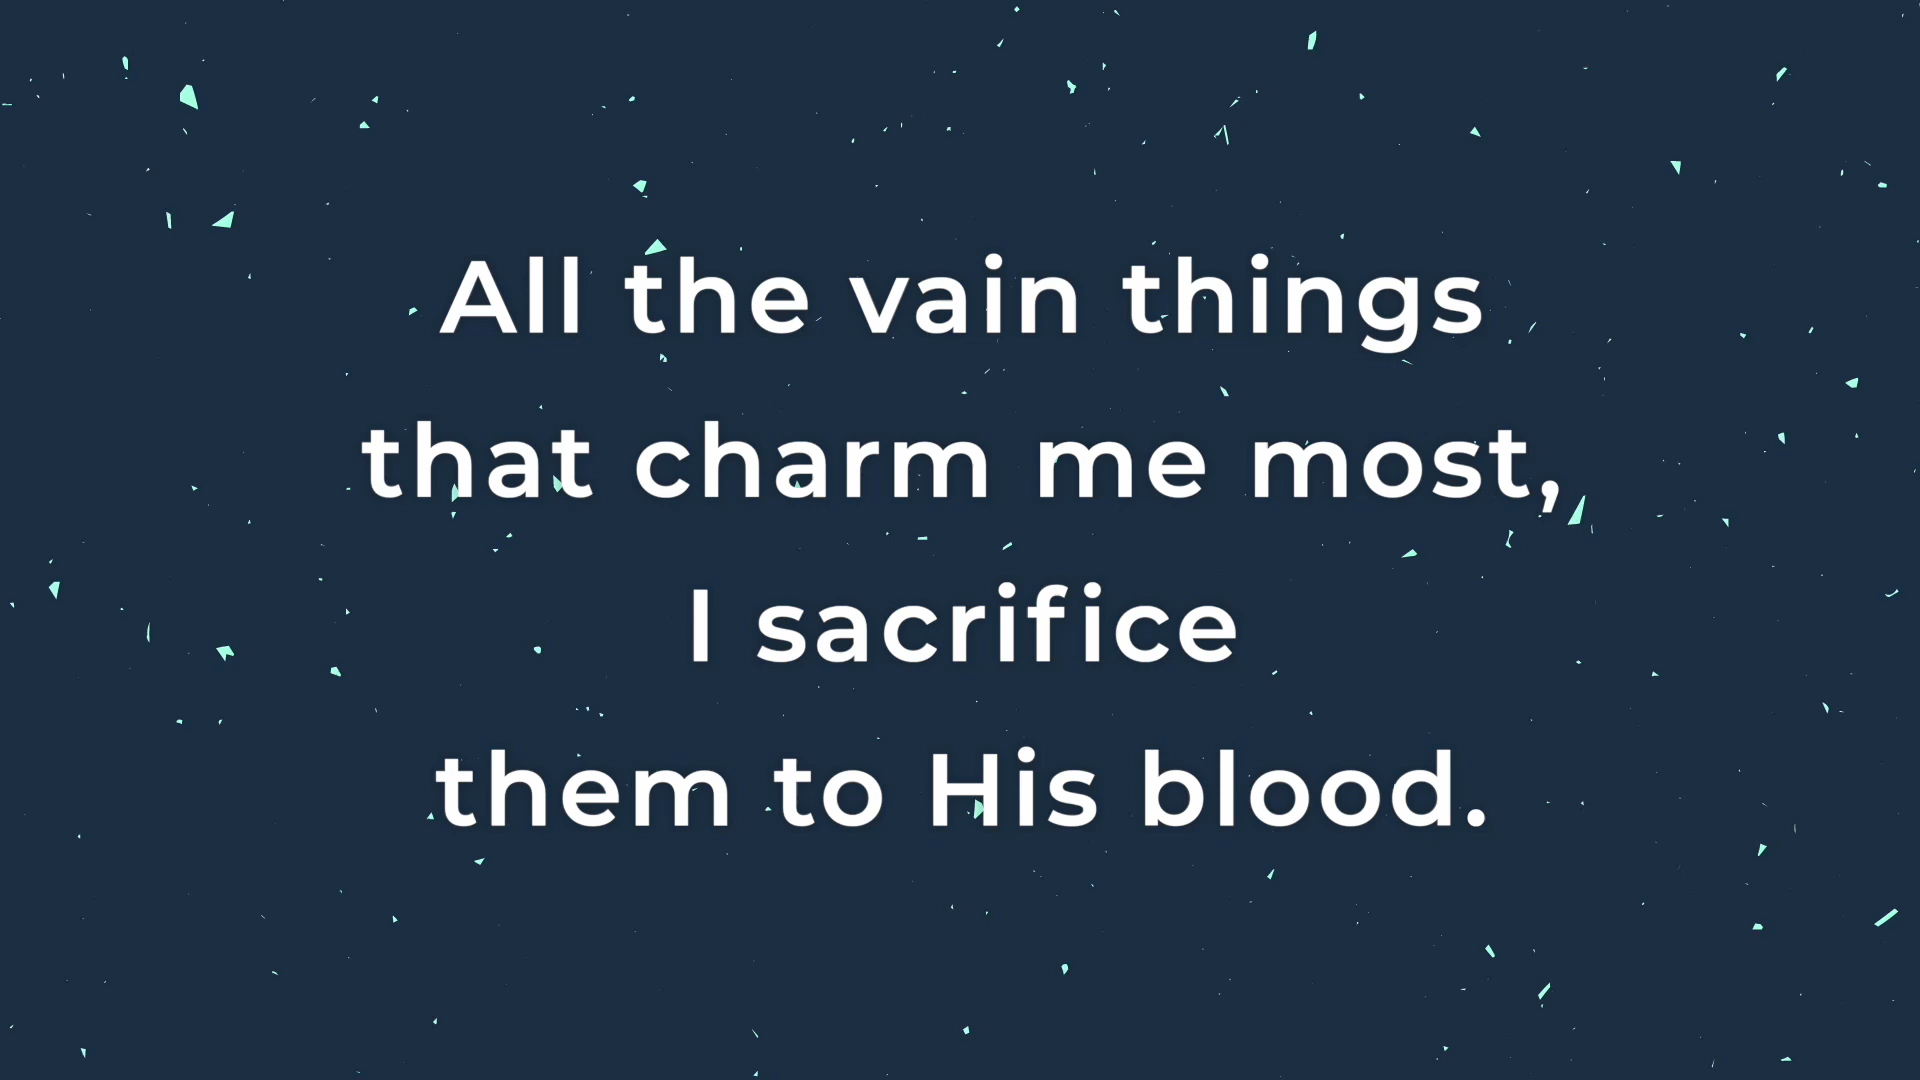 All the vain things
that charm me most,
I sacrifice
them to His blood.